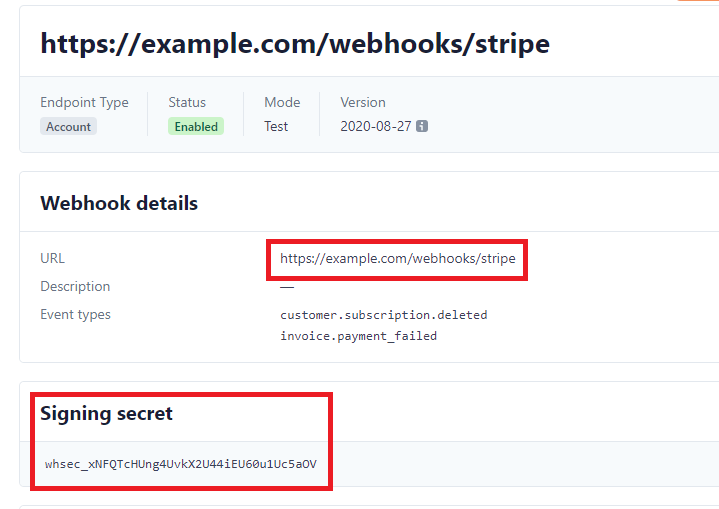 https://example.com/webhooks/stripe
Endpoint Type Status Mode Version
Account Enabled Test 2020-08-27
Webhook details
URL https://example.com/webhooks/stripe
Description —
Event types customer.subscription.deleted
invoice.payment_failed
Signing secret
whsec_xNFQTcHUng4UvkX2U44iEU60u1Uc5aOV